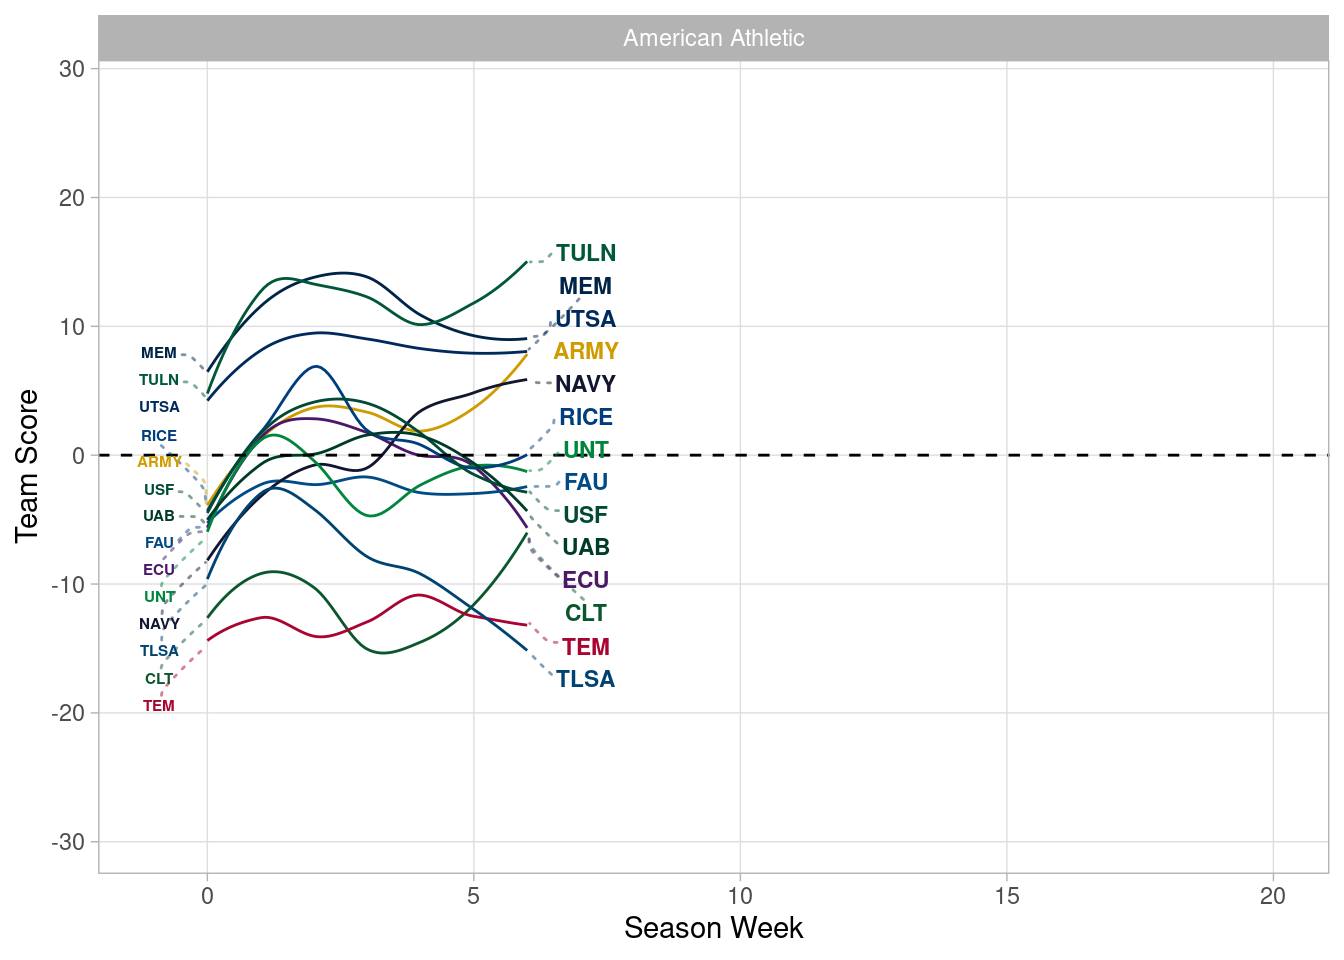 American Athletic
Team Score
30
20
10
0
-10
-20
-30
MEM
TULN
UTSA
RICE
ARMY
USF
UAB
FAU
ECU
UNT
NAVY
TLSA
CLT
TEM
TULN
MEM
UTSA
ARMY
NAVY
RICE
UNT
FAU
USF
UAB
ECU
CLT
TEM
TLSA
0 5 10 15 20
Season Week